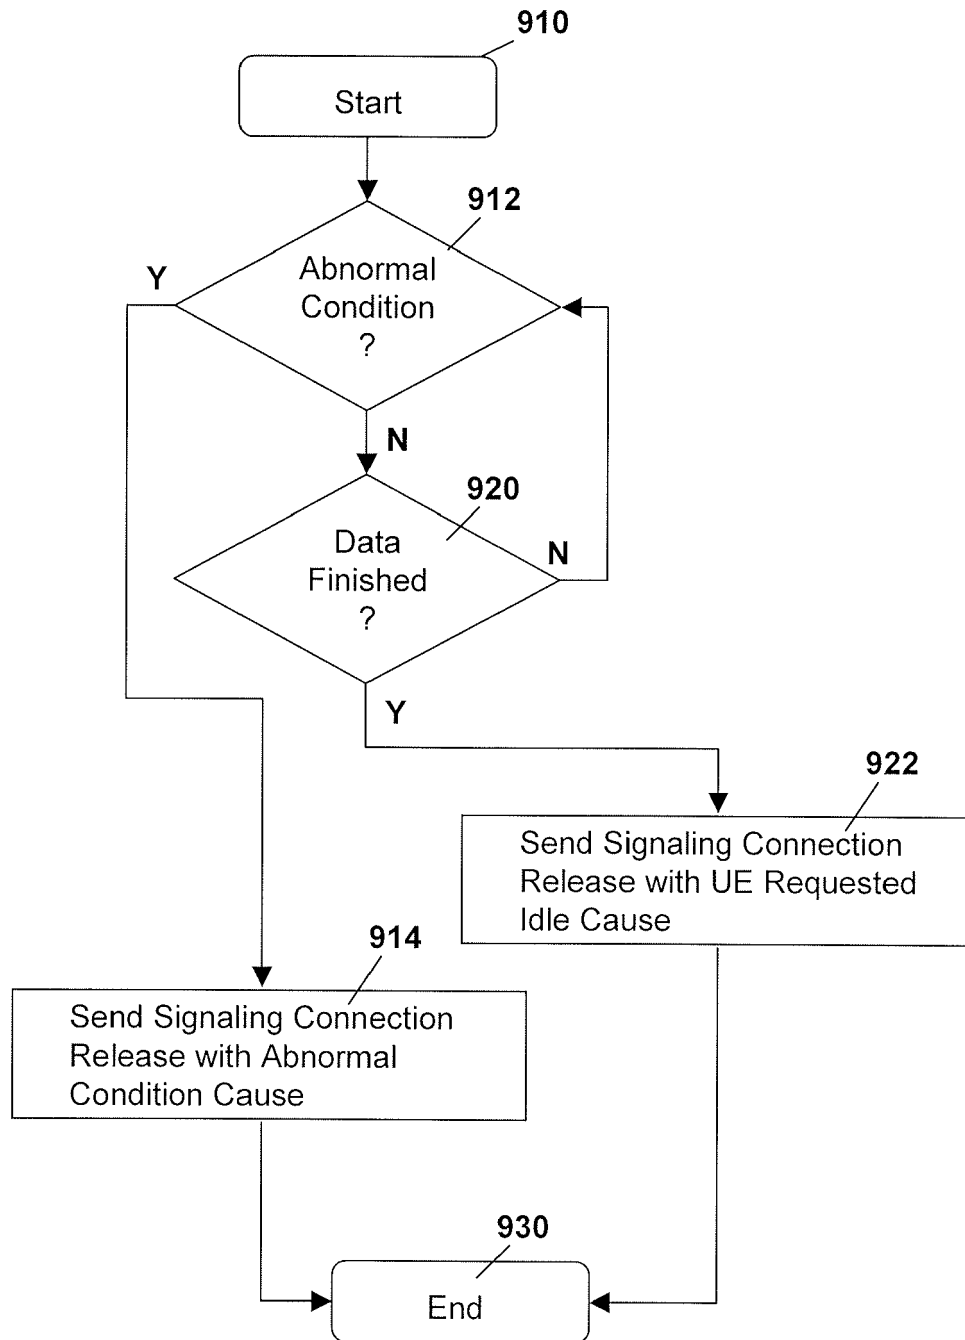 910
Start
912
Y
Abnormal
Condition
?
N
920
Data
Finished
?
N
Y
922
Send Signaling Connection
Release with UE Requested
Idle Cause
914
Send Signaling Connection
Release with Abnormal
Condition Cause
930
End